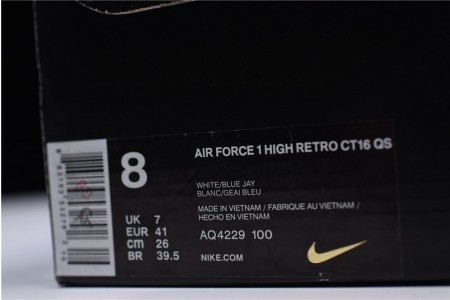 8
AIR FORCE 1 HIGH RETRO CT16 QS
WHITE/BLUE JAY
BLANC/GEAI BLEU
MADE IN VIETNAM / FABRIQUE AU VIETNAM /
HECHO EN VIETNAM
UK 7
EUR 41
cm 26
BR 39.5
AQ4229 100
NIKE.COM